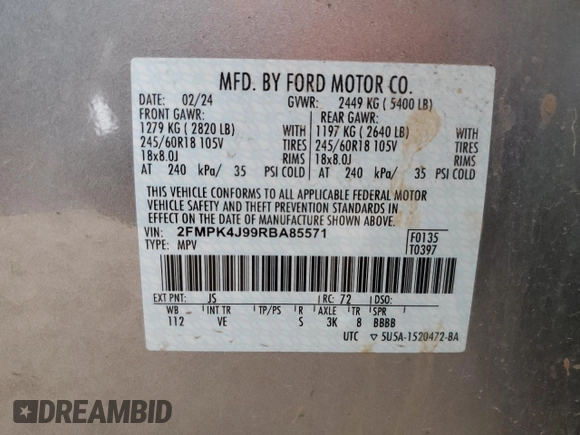 MFD. BY FORD MOTOR CO.
DATE: 02/24 GVWR: 2449 KG ( 5400 LB)
FRONT GAWR: REAR GAWR:
1279 KG ( 2820 LB) WITH 1197 KG ( 2640 LB) WITH
245/60R18 105V TIRES 245/60R18 105V TIRES
18x8.0J RIMS 18x8.0J RIMS
AT 240 kPa/ 35 PSI COLD AT 240 kPa/ 35 PSI COLD
THIS VEHICLE CONFORMS TO ALL APPLICABLE FEDERAL MOTOR
VEHICLE SAFETY AND THEFT PREVENTION STANDARDS IN
EFFECT ON THE DATE OF MANUFACTURE SHOWN ABOVE.
VIN: 2FMPK4J99RBA85571 F0135
TYPE: MPV T0397
EXT PNT: JS RC: 72 DSO:
WB INT TR TP/PS R AXLE TR SPR
112 VE S 3K 8 BBBB
UTC ▽ 5U5A-1520472-BA
DREAMBID